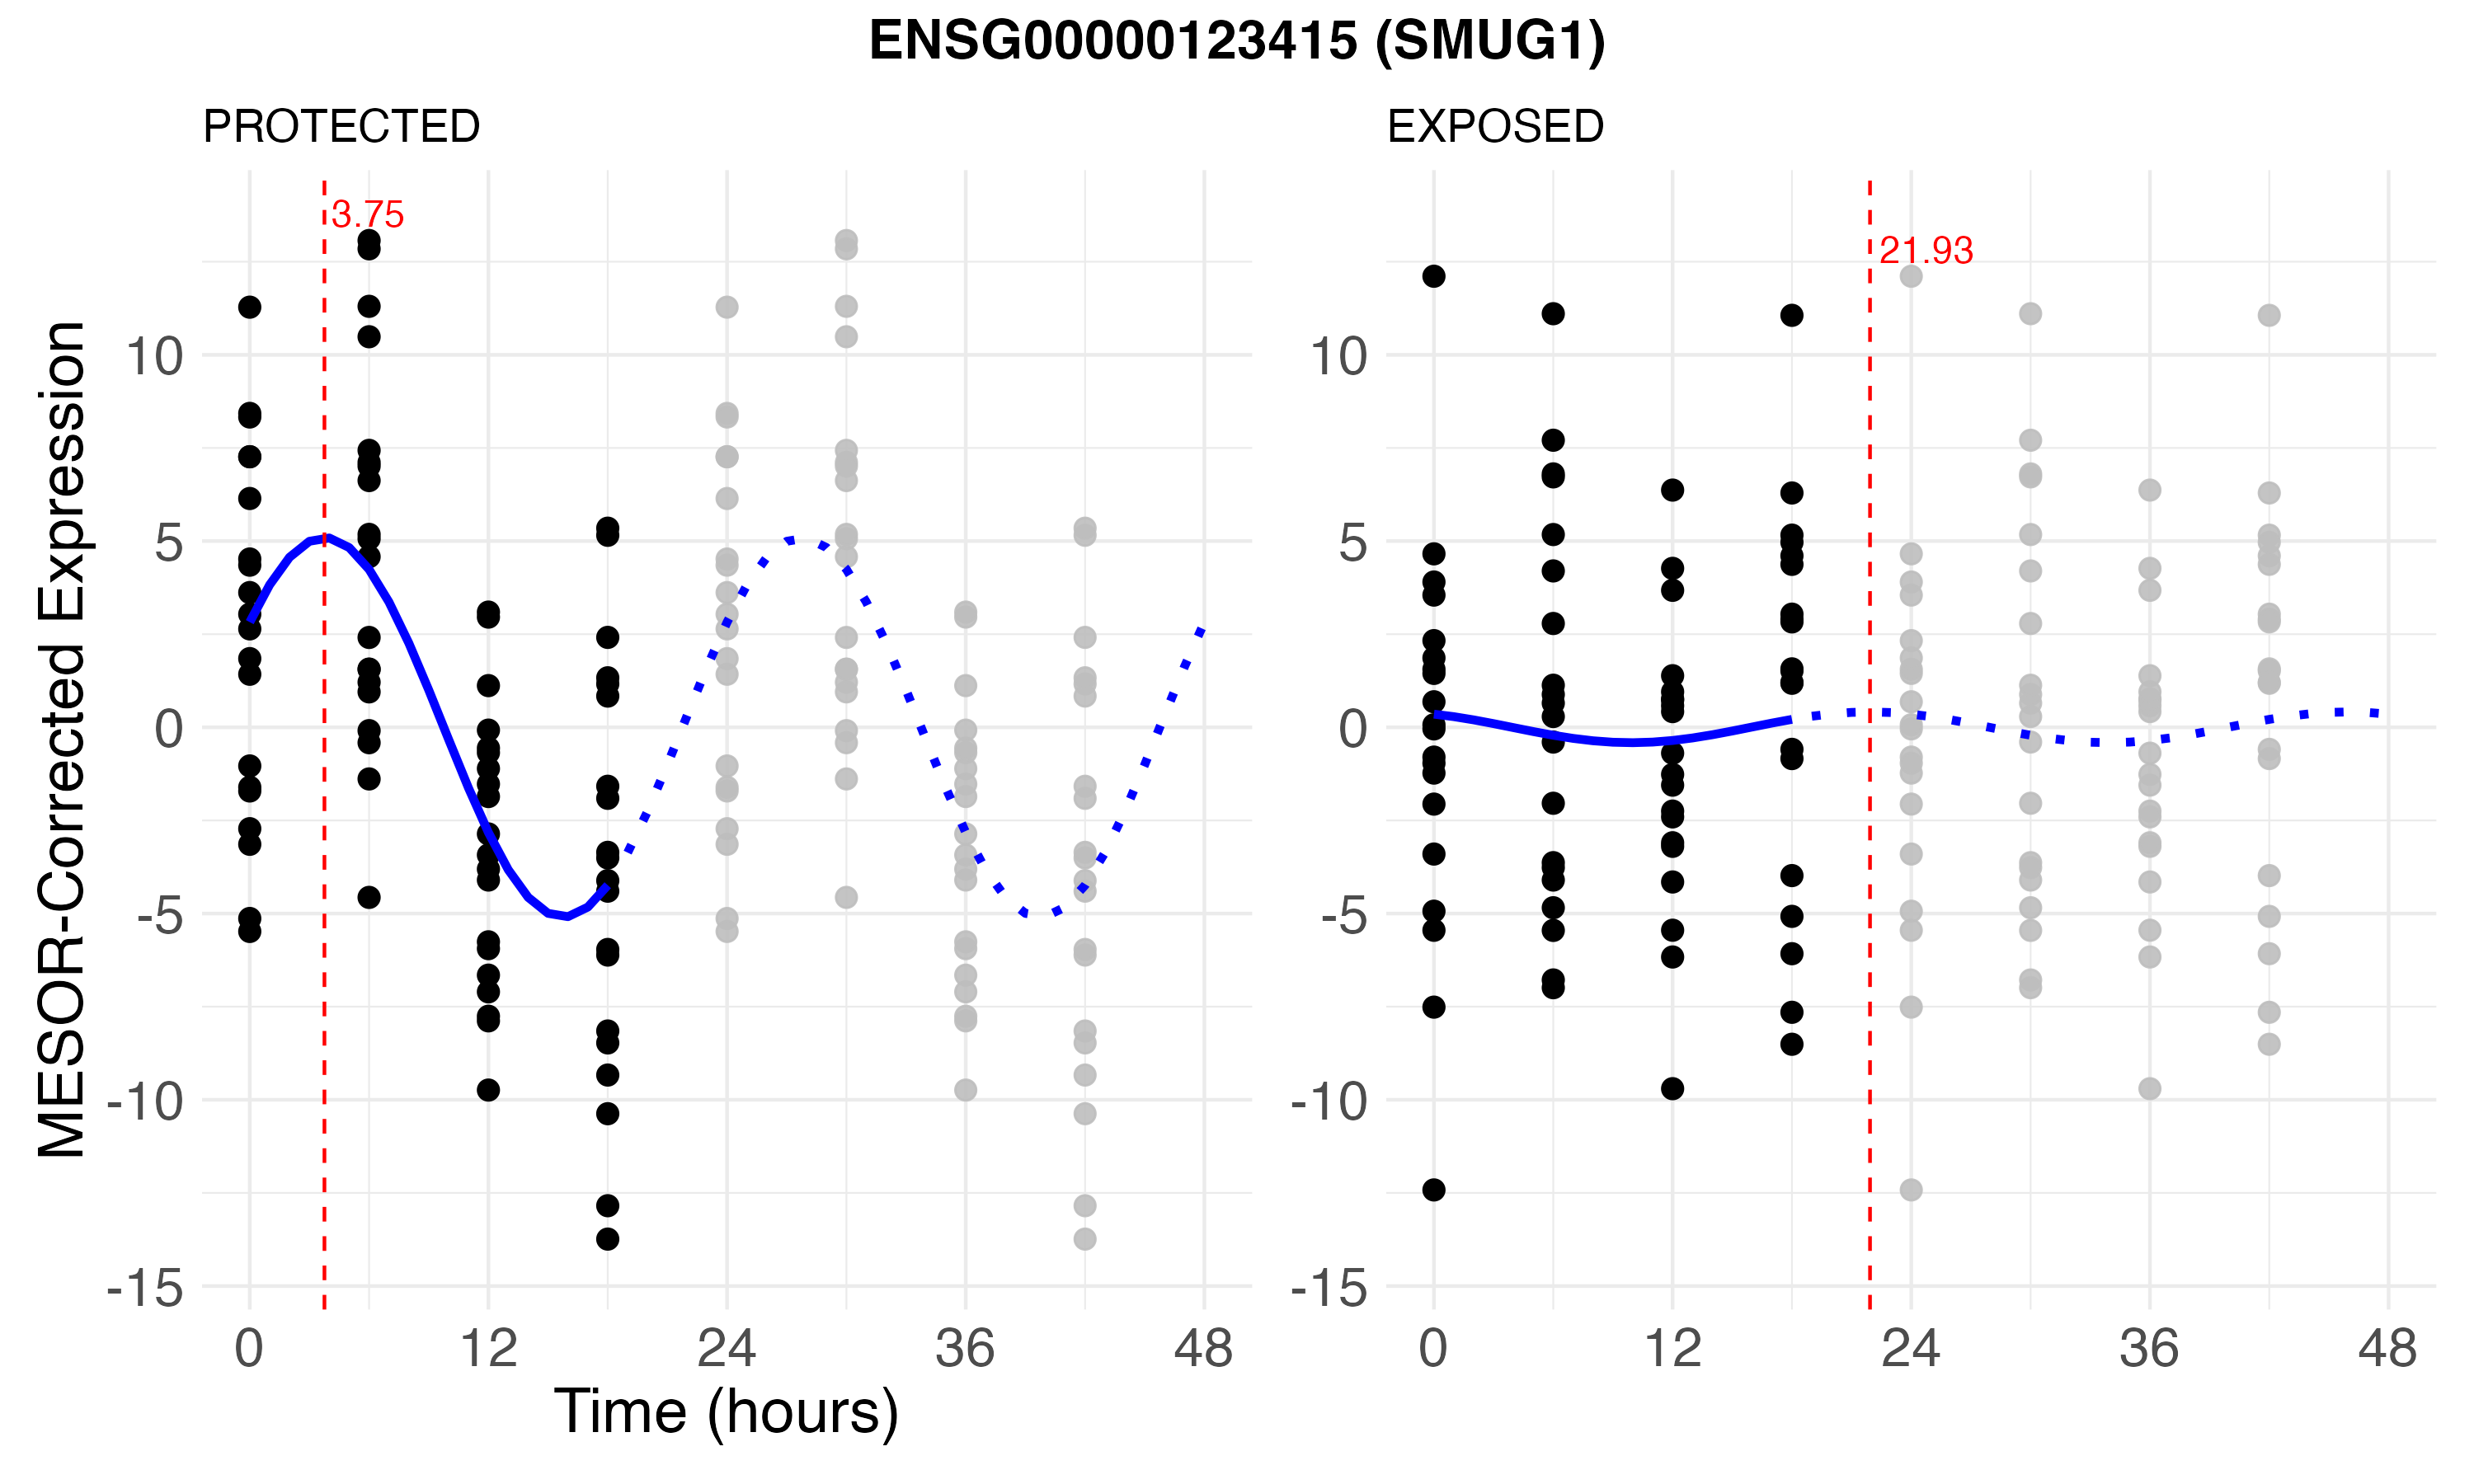 ENSG00000123415 (SMUG1)
PROTECTED
EXPOSED
MESOR-Corrected Expression
3.75
21.93
10
5
0
-5
-10
-15
10
5
0
-5
-10
-15
0 12 24 36 48
0 12 24 36 48
Time (hours)